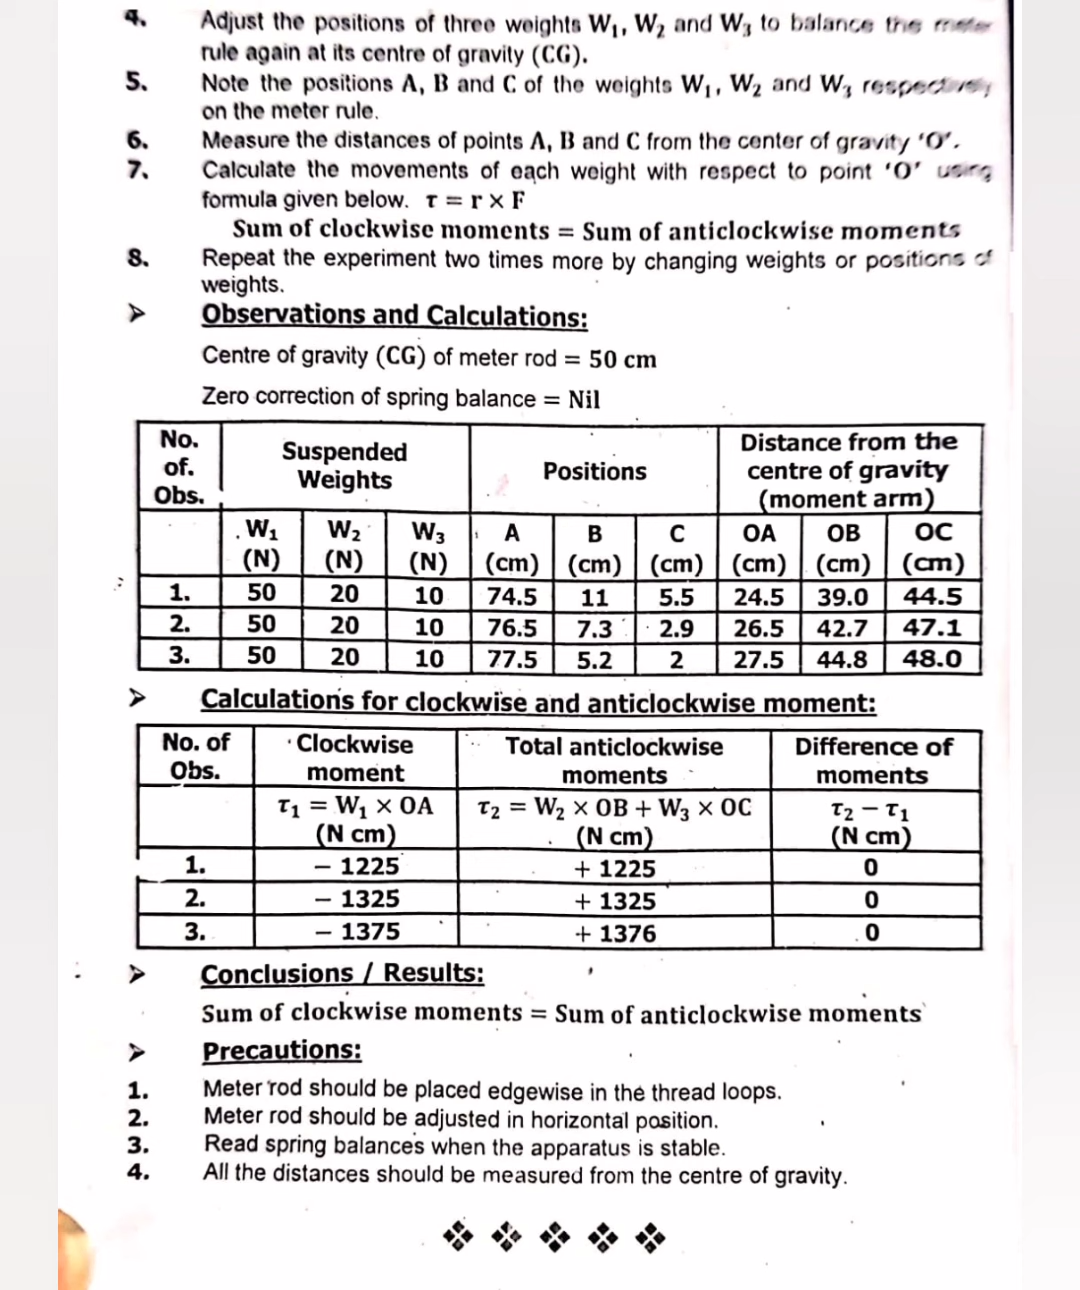 4. Adjust the positions of three weights W₁, W₂ and W₃ to balance the meter
rule again at its centre of gravity (CG).
5. Note the positions A, B and C of the weights W₁, W₂ and W₃ respectively
on the meter rule.
6. Measure the distances of points A, B and C from the center of gravity 'O'.
7. Calculate the movements of each weight with respect to point 'O' using
formula given below. τ = r × F
Sum of clockwise moments = Sum of anticlockwise moments
8. Repeat the experiment two times more by changing weights or positions of
weights.
➤ Observations and Calculations:
Centre of gravity (CG) of meter rod = 50 cm
Zero correction of spring balance = Nil
No. of. Obs. Suspended Weights Positions Distance from the centre of gravity (moment arm)
W₁ (N) W₂ (N) W₃ (N) A (cm) B (cm) C (cm) OA (cm) OB (cm) OC (cm)
1. 50 20 10 74.5 11 5.5 24.5 39.0 44.5
2. 50 20 10 76.5 7.3 2.9 26.5 42.7 47.1
3. 50 20 10 77.5 5.2 2 27.5 44.8 48.0
➤ Calculations for clockwise and anticlockwise moment:
No. of Obs. Clockwise moment Total anticlockwise moments Difference of moments
τ₁ = W₁ × OA (N cm) τ₂ = W₂ × OB + W₃ × OC (N cm) τ₂ − τ₁ (N cm)
1. − 1225 + 1225 0
2. − 1325 + 1325 0
3. − 1375 + 1376 0
➤ Conclusions / Results:
Sum of clockwise moments = Sum of anticlockwise moments
➤ Precautions:
1. Meter rod should be placed edgewise in the thread loops.
2. Meter rod should be adjusted in horizontal position.
3. Read spring balances when the apparatus is stable.
4. All the distances should be measured from the centre of gravity.